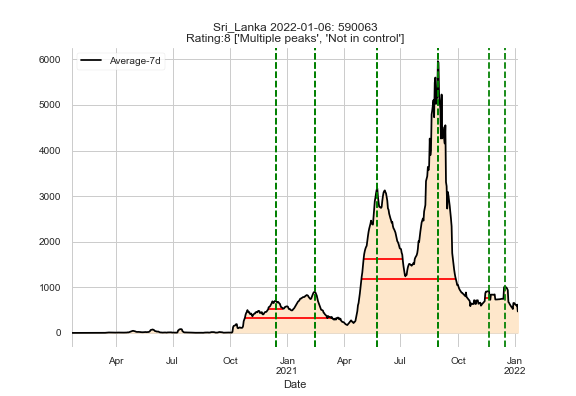 Sri_Lanka 2022-01-06: 590063
Rating:8 ['Multiple peaks', 'Not in control']
Average-7d
6000
5000
4000
3000
2000
1000
0
Apr Jul Oct Jan Apr Jul Oct Jan
2021 2022
Date